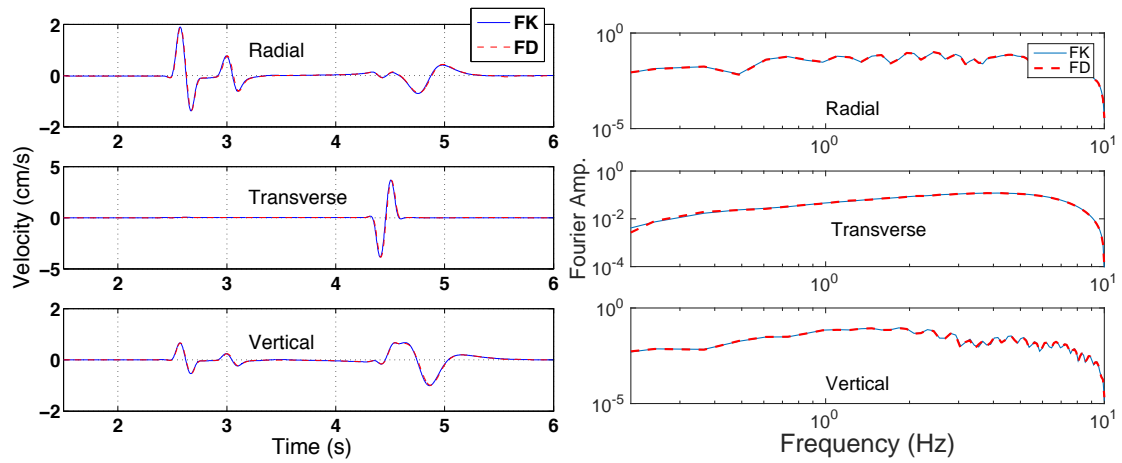 2
0
−2
FK
FD
Radial
2 3 4 5 6
5
0
−5
Transverse
2 3 4 5 6
2
0
−2
Vertical
2 3 4 5 6
Velocity (cm/s)
Time (s)
10^0
10^-5
FK
FD
Radial
10^0 10^1
10^0
10^-2
10^-4
Transverse
10^0 10^1
10^0
10^-5
Vertical
10^0 10^1
Fourier Amp.
Frequency (Hz)